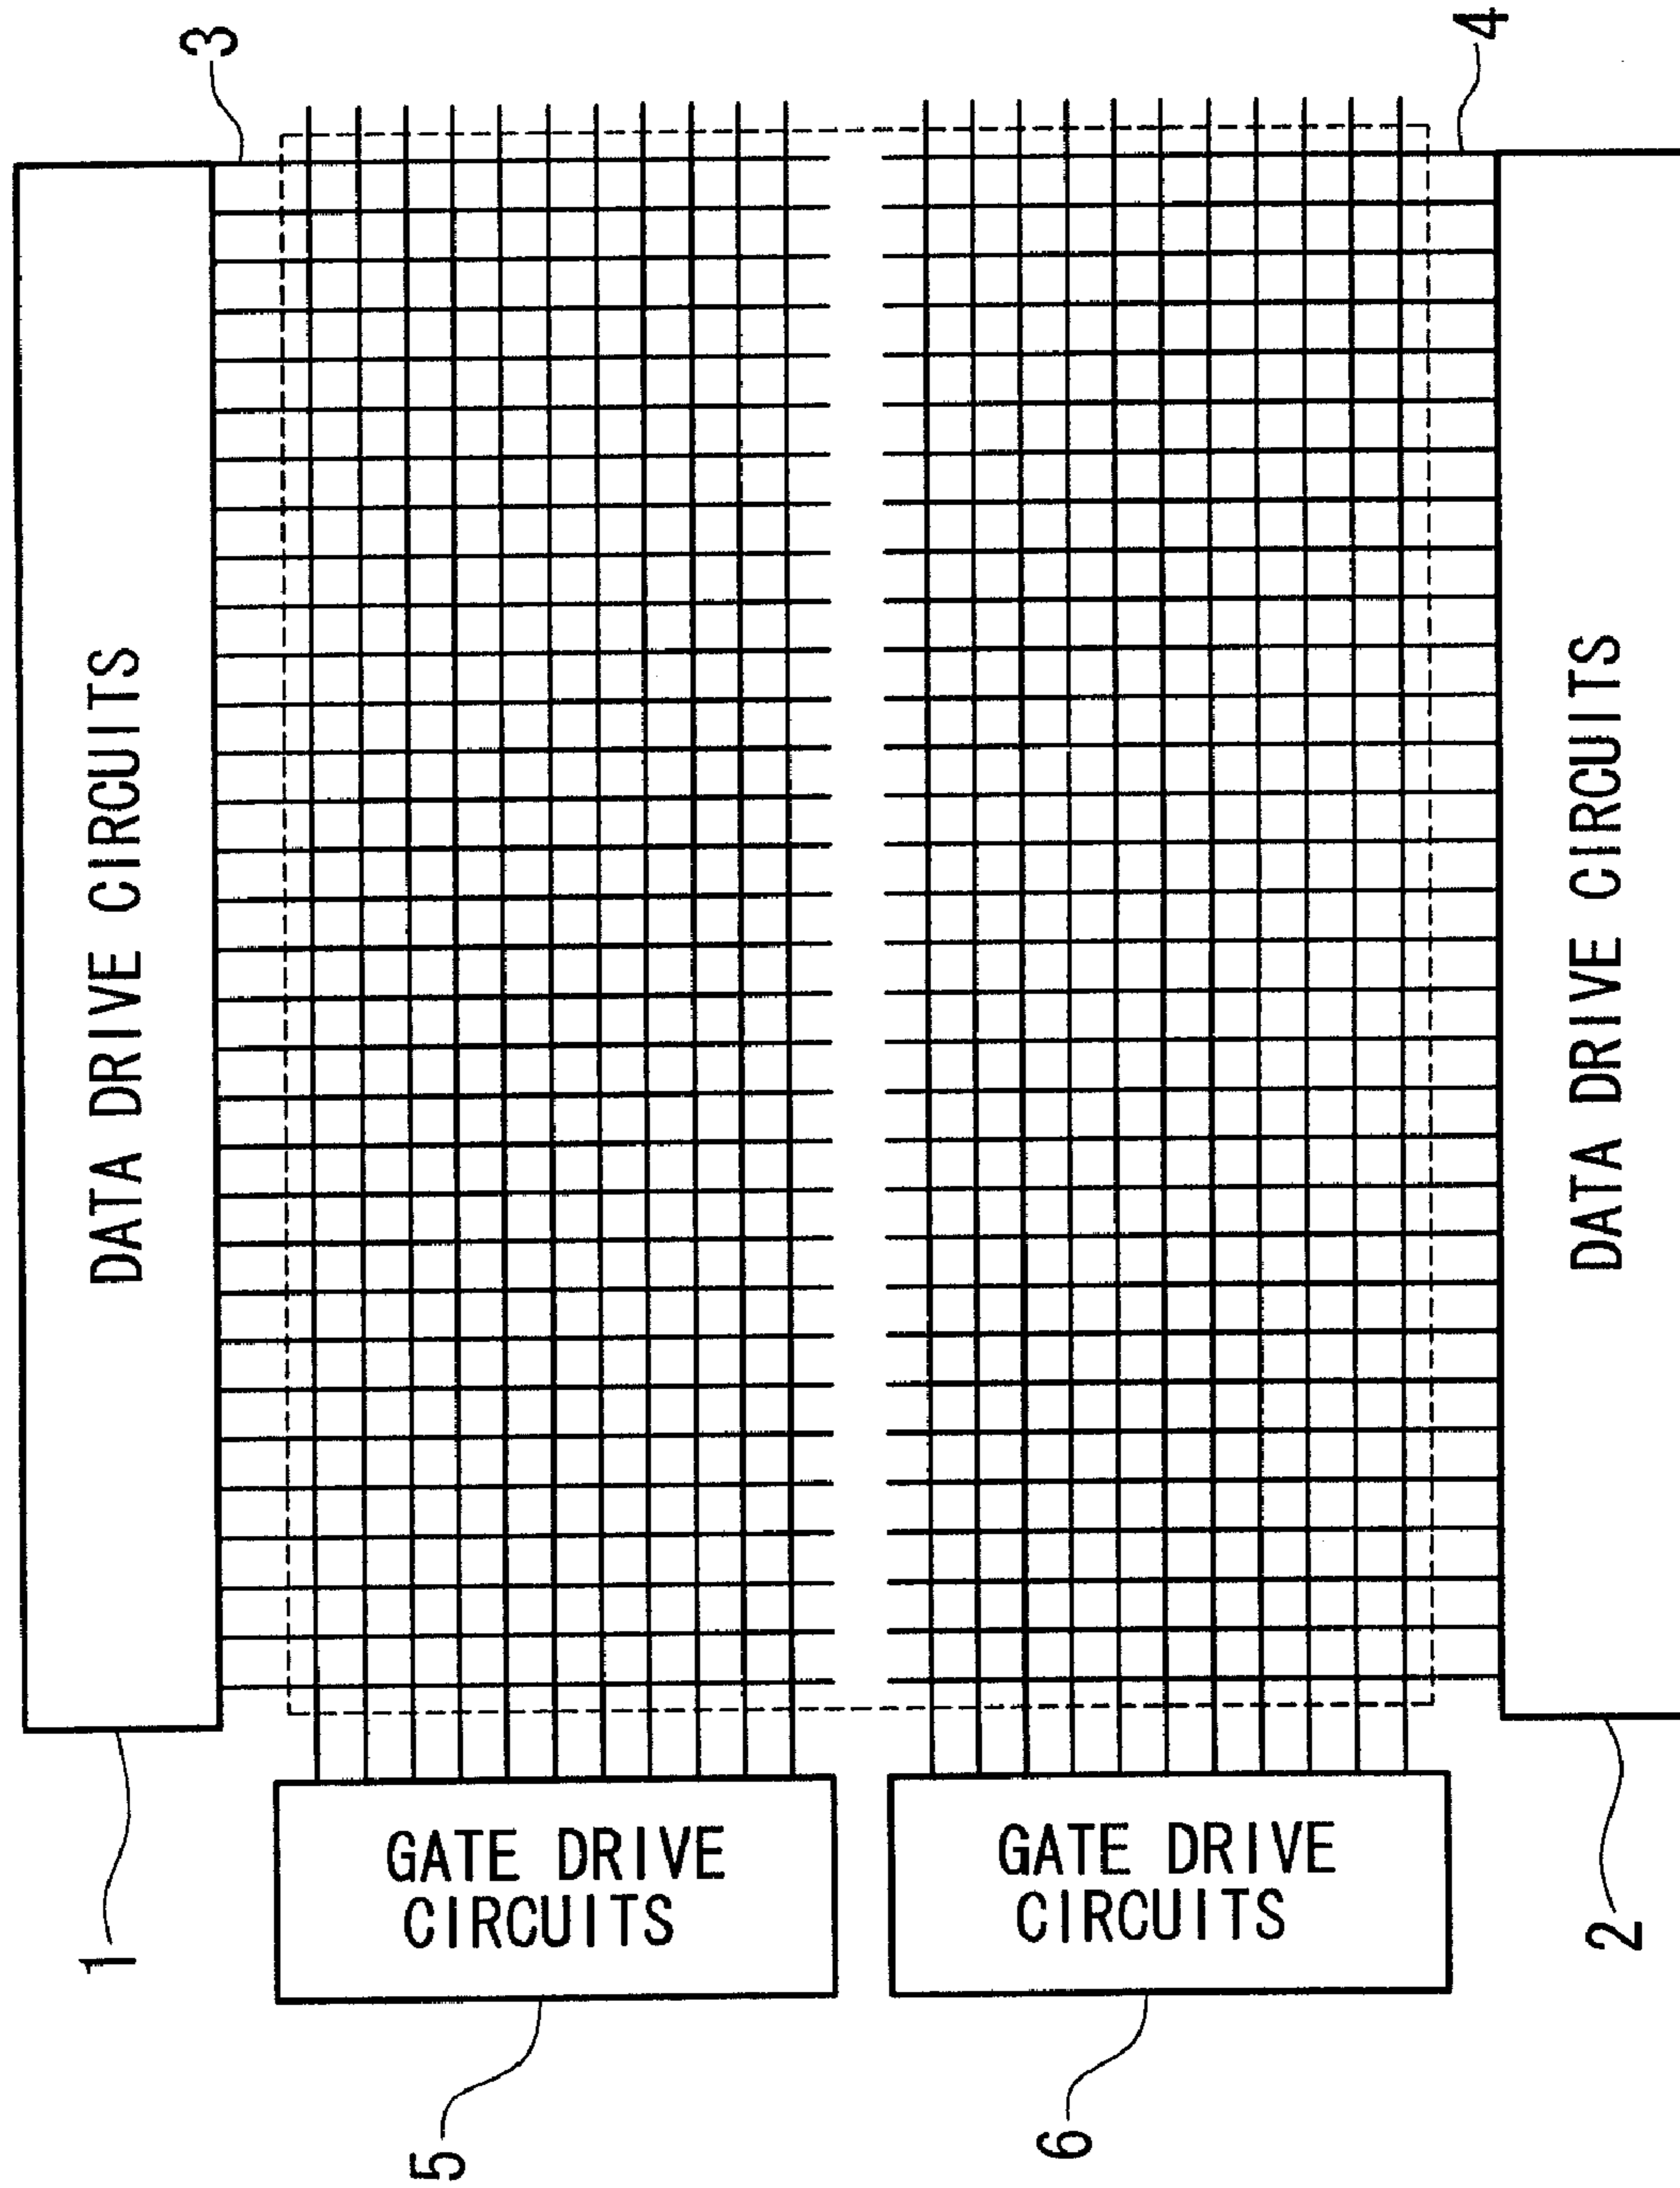 3
4
DATA DRIVE CIRCUITS
DATA DRIVE CIRCUITS
GATE DRIVE
CIRCUITS
GATE DRIVE
CIRCUITS
1
2
5
6